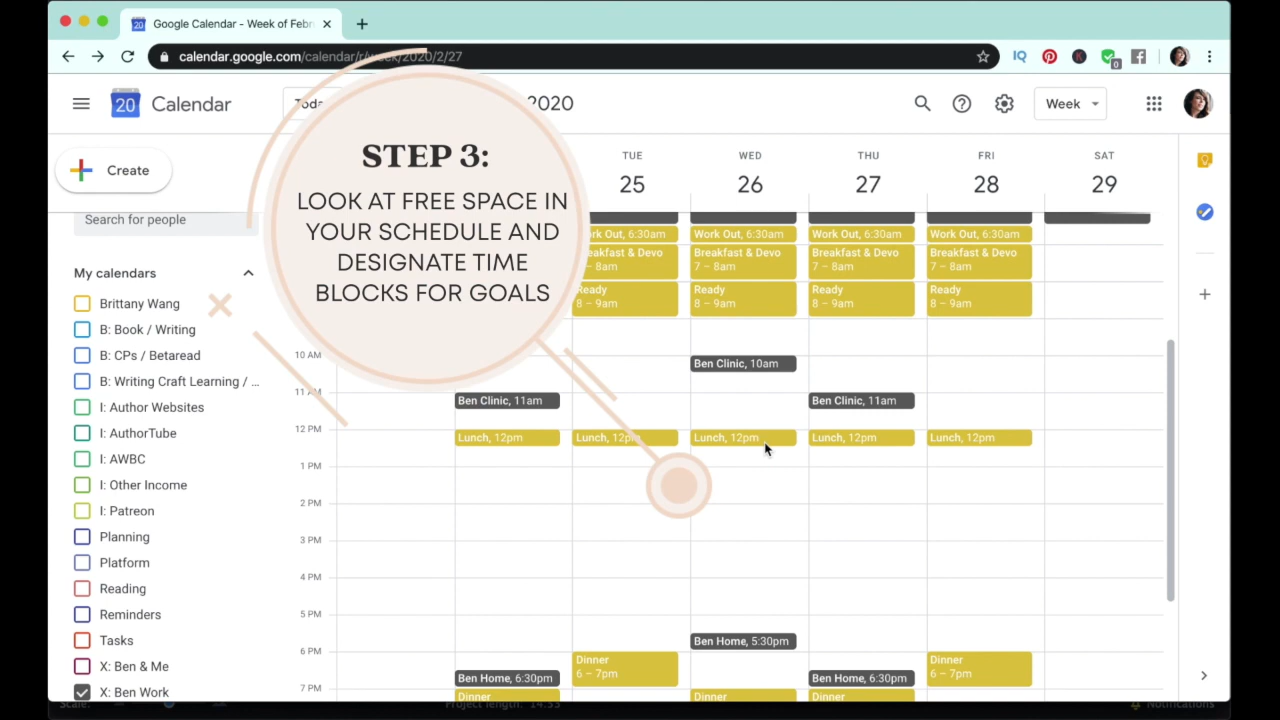 Google Calendar - Week of Febr
calendar.google.com/calendar/r/week/2020/2/27
20
Calendar
2020
Week
STEP 3:
LOOK AT FREE SPACE IN
YOUR SCHEDULE AND
DESIGNATE TIME
BLOCKS FOR GOALS
Create
TUE
WED
THU
FRI
SAT
25
26
27
28
29
Search for people
My calendars
Brittany Wang
B: Book / Writing
B: CPs / Betaread
B: Writing Craft Learning / ...
I: Author Websites
I: AuthorTube
I: AWBC
I: Other Income
I: Patreon
Planning
Platform
Reading
Reminders
Tasks
X: Ben & Me
X: Ben Work
Work Out, 6:30am
Work Out, 6:30am
Work Out, 6:30am
Breakfast & Devo
7 – 8am
Breakfast & Devo
7 – 8am
Breakfast & Devo
7 – 8am
Ready
8 – 9am
Ready
8 – 9am
Ready
8 – 9am
Ready
8 – 9am
10 AM
Ben Clinic, 10am
11 AM
Ben Clinic, 11am
Ben Clinic, 11am
12 PM
Lunch, 12pm
Lunch, 12pm
Lunch, 12pm
Lunch, 12pm
Lunch, 12pm
1 PM
2 PM
3 PM
4 PM
5 PM
Ben Home, 5:30pm
6 PM
Dinner
6 – 7pm
Dinner
6 – 7pm
Ben Home, 6:30pm
Ben Home, 6:30pm
7 PM
Dinner
Dinner
Dinner
Project length: 14:53
Notifications